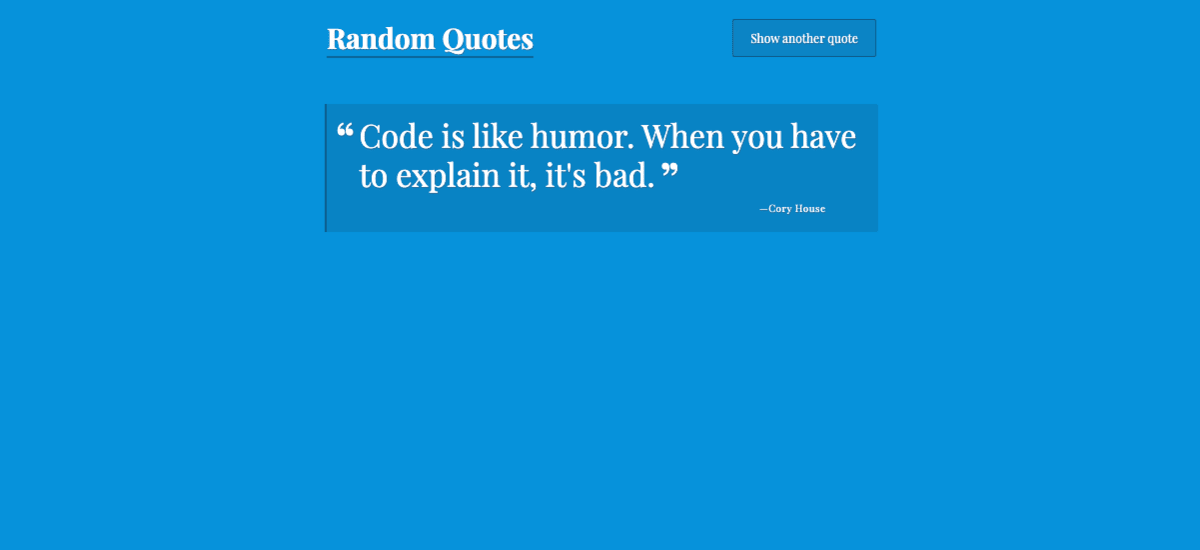 Random Quotes
Show another quote
“ Code is like humor. When you have
to explain it, it's bad. ”
—Cory House